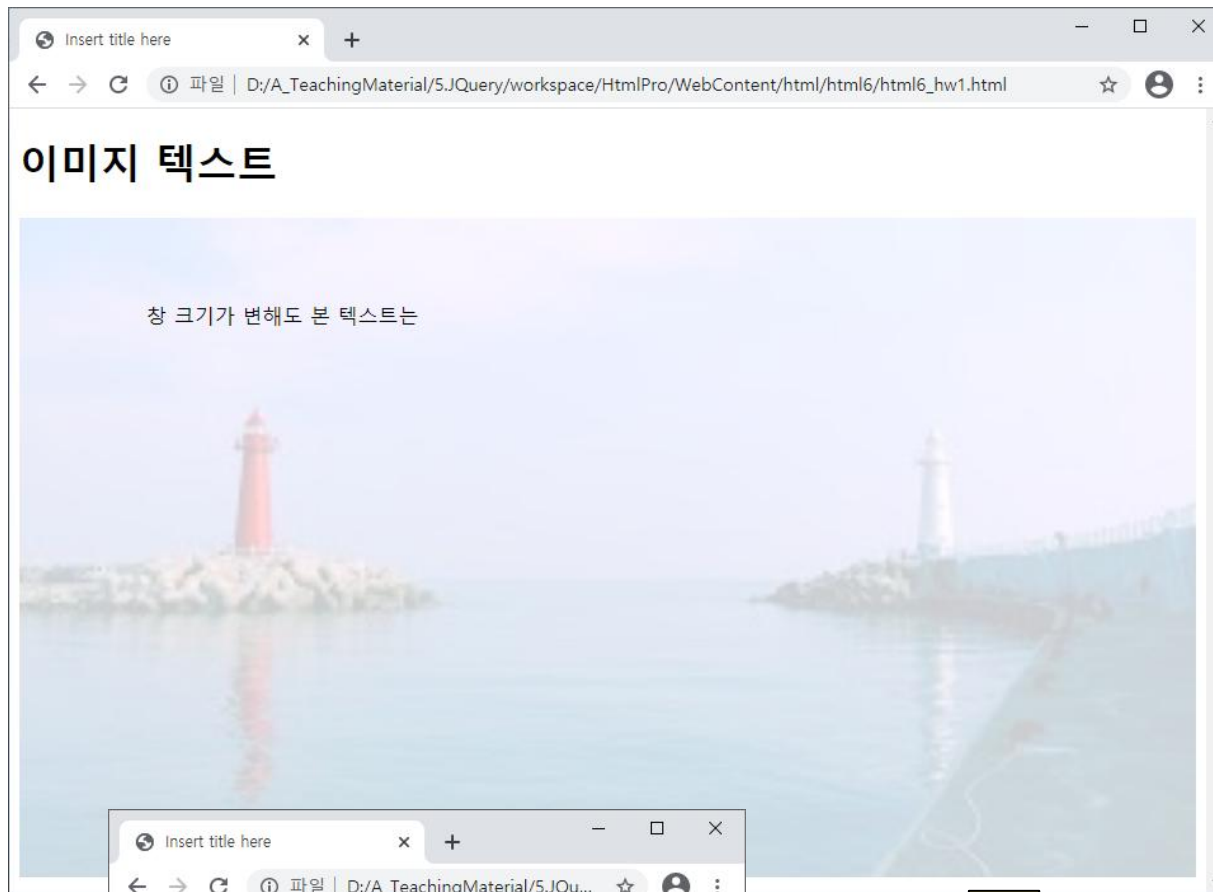 Insert title here
파일 | D:/A_TeachingMaterial/5.JQuery/workspace/HtmlPro/WebContent/html/html6/html6_hw1.html
이미지 텍스트
창 크기가 변해도 본 텍스트는
Insert title here
파일 | D:/A_TeachingMaterial/5.JQu...